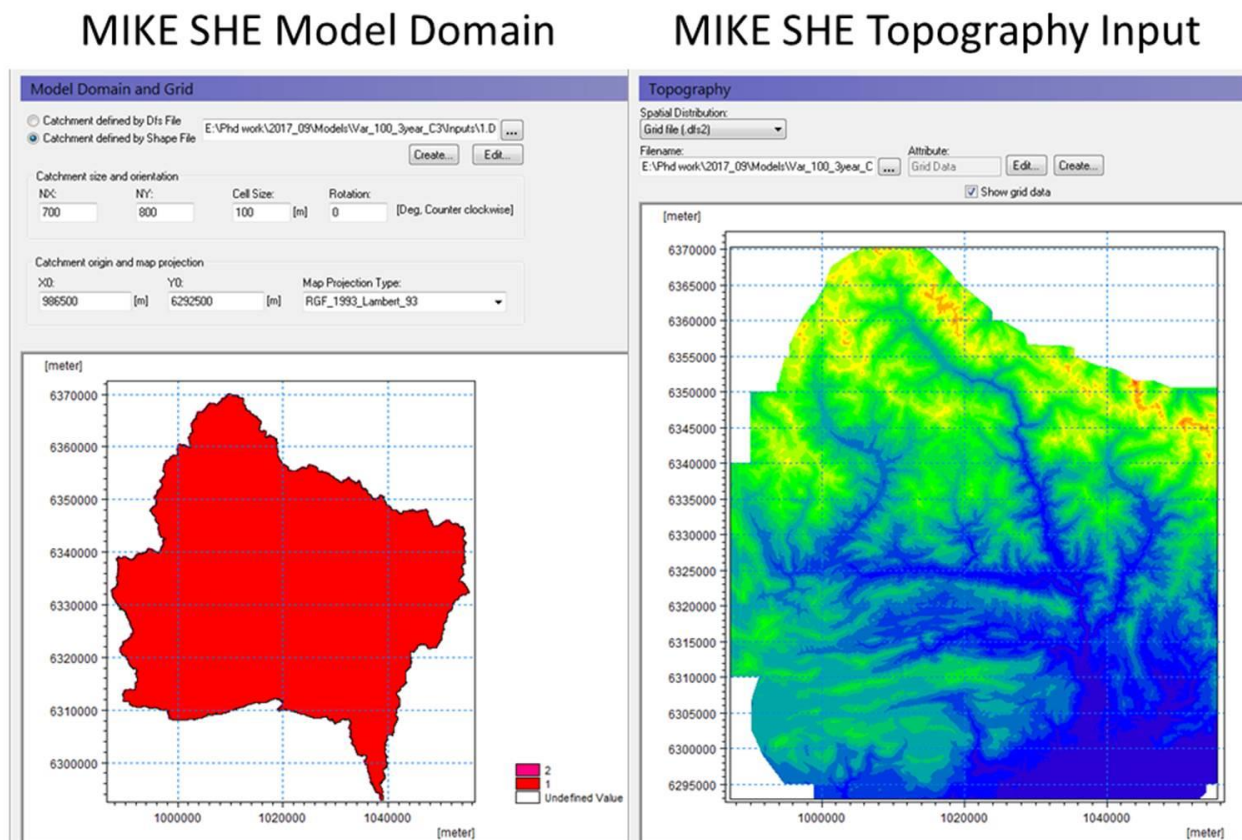 MIKE SHE Model Domain
MIKE SHE Topography Input
Model Domain and Grid
Catchment defined by Dfs File
Catchment defined by Shape File
E:\Phd work\2017_09\Models\Var_100_3year_C3\Inputs\1.D
...
Create...
Edit...
Catchment size and orientation
NX:
NY:
Cell Size:
Rotation:
700
800
100
[m]
0
[Deg, Counter clockwise]
Catchment origin and map projection
X0:
Y0:
Map Projection Type:
986500
[m]
6292500
[m]
RGF_1993_Lambert_93
[meter]
6370000
6360000
6350000
6340000
6330000
6320000
6310000
6300000
1000000
1020000
1040000
[meter]
2
1
Undefined Value
Topography
Spatial Distribution:
Grid file (.dfs2)
Filename:
Attribute:
E:\Phd work\2017_09\Models\Var_100_3year_C
...
Grid Data
Edit...
Create...
Show grid data
[meter]
6370000
6365000
6360000
6355000
6350000
6345000
6340000
6335000
6330000
6325000
6320000
6315000
6310000
6305000
6300000
6295000
1000000
1020000
1040000
[meter]